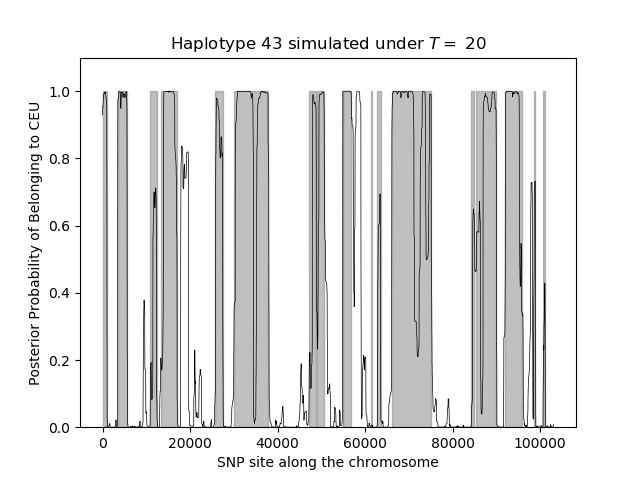 Haplotype 43 simulated under T = 20
Posterior Probability of Belonging to CEU
1.0
0.8
0.6
0.4
0.2
0.0
0 20000 40000 60000 80000 100000
SNP site along the chromosome